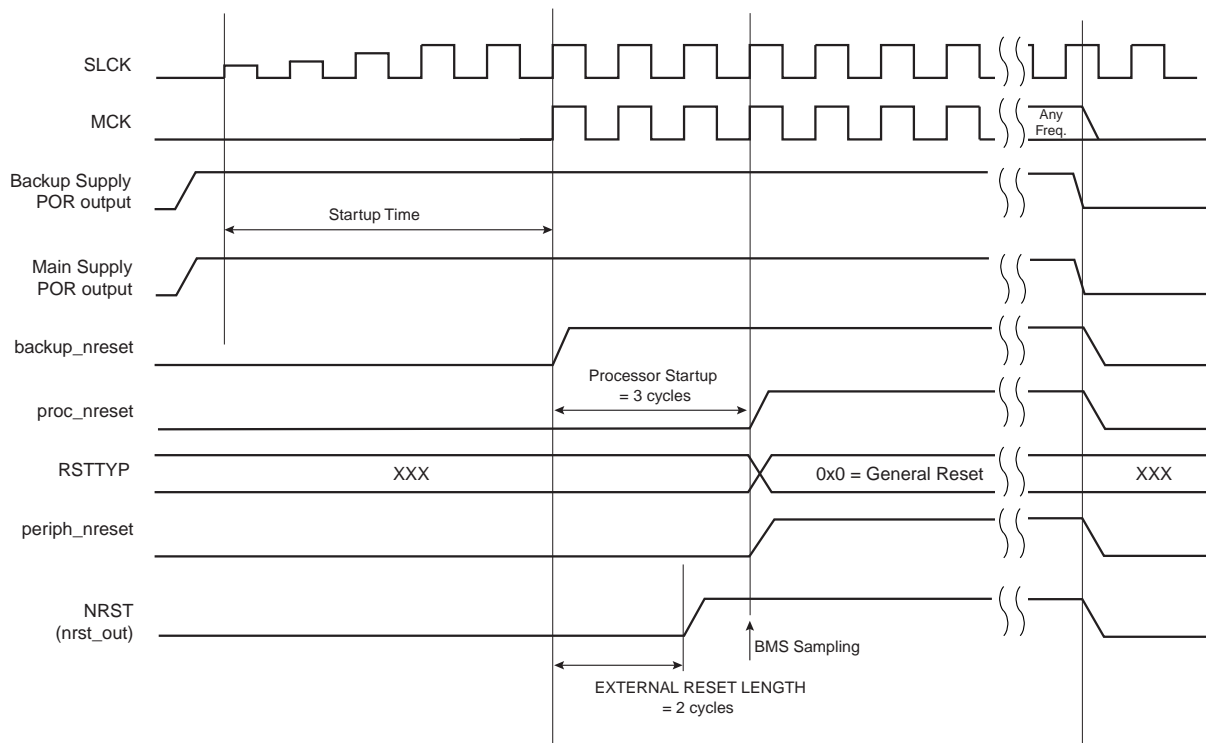 SLCK
MCK
Any
Freq.
Backup Supply
POR output
Startup Time
Main Supply
POR output
backup_nreset
Processor Startup
= 3 cycles
proc_nreset
RSTTYP
XXX
0x0 = General Reset
XXX
periph_nreset
NRST
(nrst_out)
BMS Sampling
EXTERNAL RESET LENGTH
= 2 cycles